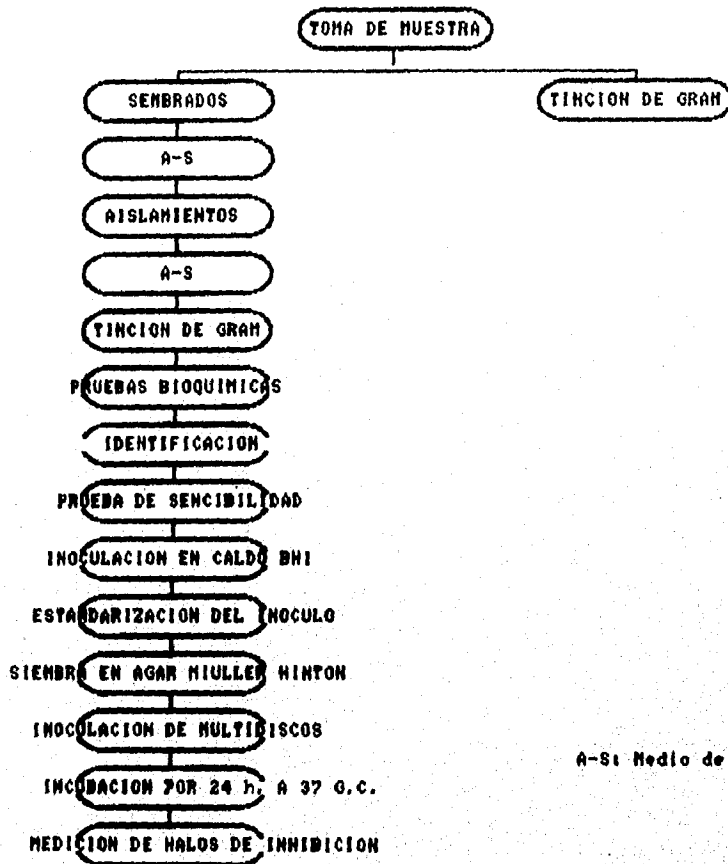 TOMA DE MUESTRA
SEMBRADOS
TINCION DE GRAM
A-S
AISLAMIENTOS
A-S
TINCION DE GRAM
PRUEBAS BIOQUIMICAS
IDENTIFICACION
PRUEBA DE SENCIBILIDAD
INOCULACION EN CALDO BHI
ESTANDARIZACION DEL INOCULO
SIEMBRA EN AGAR MIULLER HINTON
INOCULACION DE MULTIDISCOS
A-S: Medio de
INCUBACION POR 24 h. A 37 G.C.
MEDICION DE HALOS DE INHIBICION